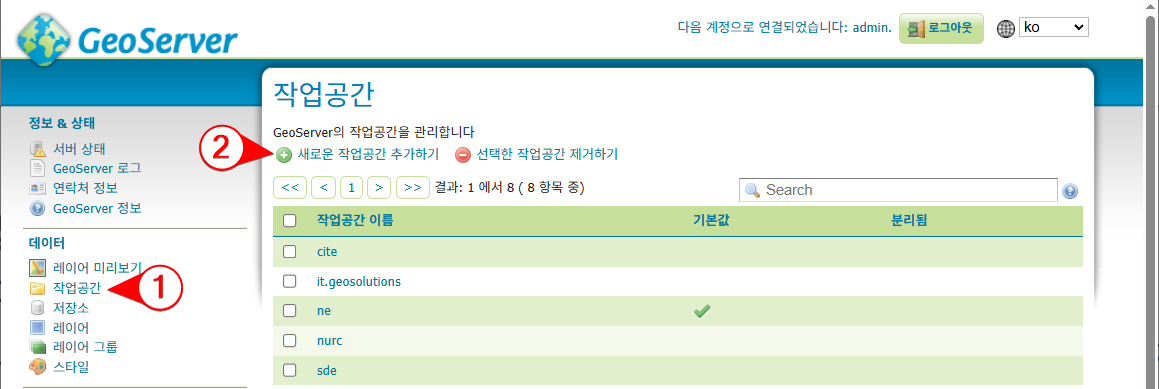 GeoServer
다음 계정으로 연결되었습니다: admin. 로그아웃 ko
정보 & 상태
서버 상태
GeoServer 로그
연락처 정보
GeoServer 정보
데이터
레이어 미리보기
작업공간
저장소
레이어
레이어 그룹
스타일
1
작업공간
GeoServer의 작업공간을 관리합니다
2
새로운 작업공간 추가하기 선택한 작업공간 제거하기
<< < 1 > >> 결과: 1 에서 8 ( 8 항목 중) Search
작업공간 이름 기본값 분리됨
cite
it.geosolutions
ne
nurc
sde